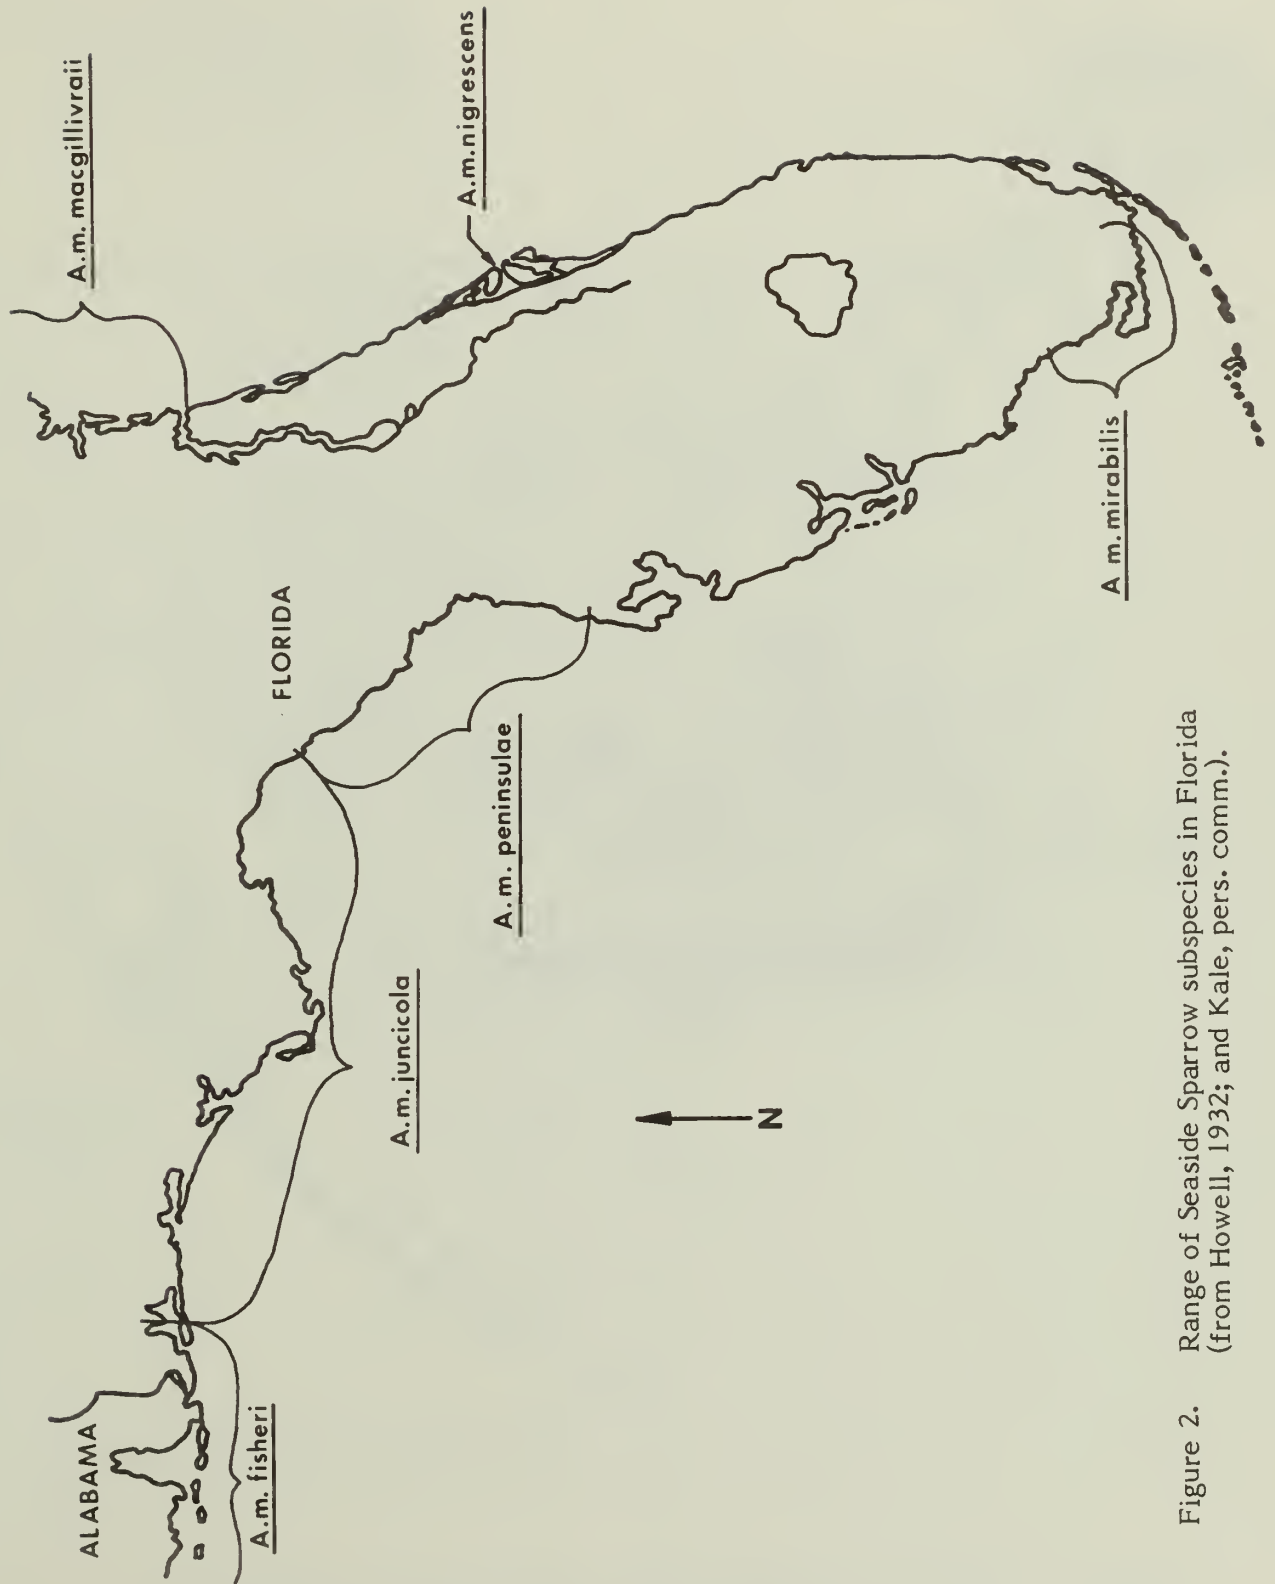 ALABAMA
A.m. fisheri
A.m. juncicola
A.m. peninsulae
FLORIDA
A.m. macgillivraii
A.m. nigrescens
A m. mirabilis
N
Figure 2. Range of Seaside Sparrow subspecies in Florida
(from Howell, 1932; and Kale, pers. comm.).